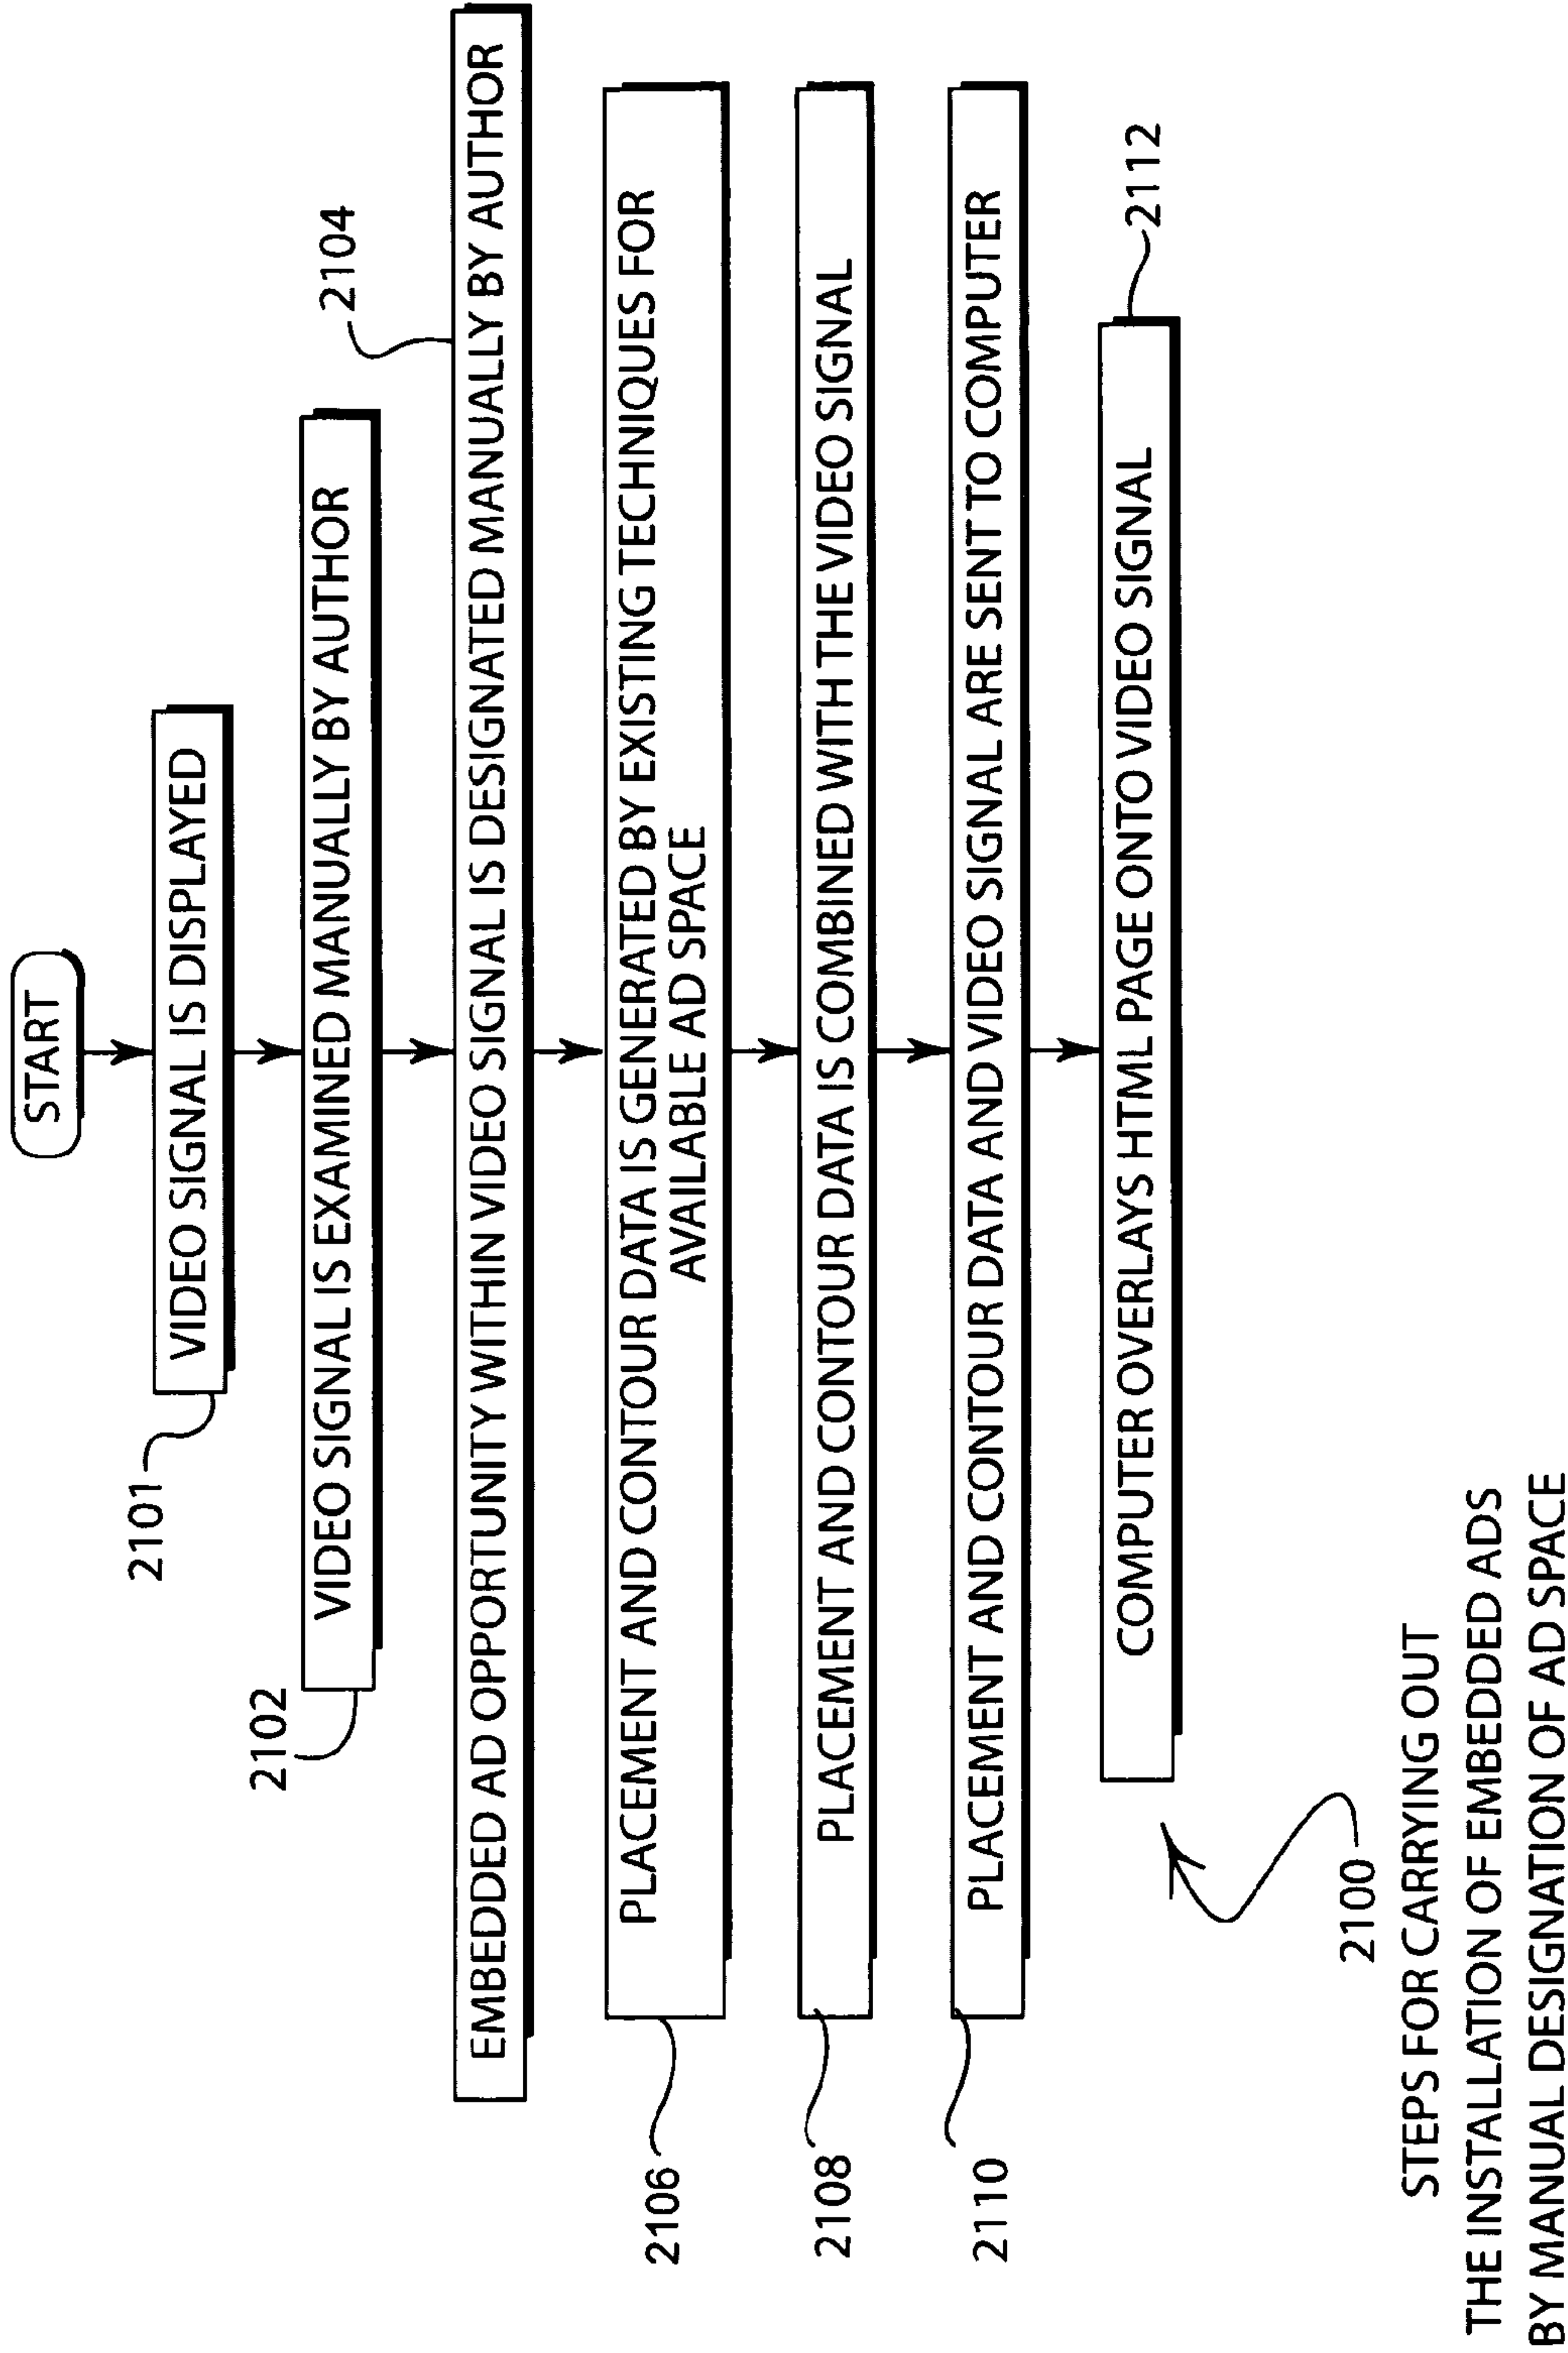 START
2101
VIDEO SIGNAL IS DISPLAYED
2102
VIDEO SIGNAL IS EXAMINED MANUALLY BY AUTHOR
2104
EMBEDDED AD OPPORTUNITY WITHIN VIDEO SIGNAL IS DESIGNATED MANUALLY BY AUTHOR
2106
PLACEMENT AND CONTOUR DATA IS GENERATED BY EXISTING TECHNIQUES FOR
AVAILABLE AD SPACE
2108
PLACEMENT AND CONTOUR DATA IS COMBINED WITH THE VIDEO SIGNAL
2110
PLACEMENT AND CONTOUR DATA AND VIDEO SIGNAL ARE SENT TO COMPUTER
2112
COMPUTER OVERLAYS HTML PAGE ONTO VIDEO SIGNAL
2100
STEPS FOR CARRYING OUT
THE INSTALLATION OF EMBEDDED ADS
BY MANUAL DESIGNATION OF AD SPACE